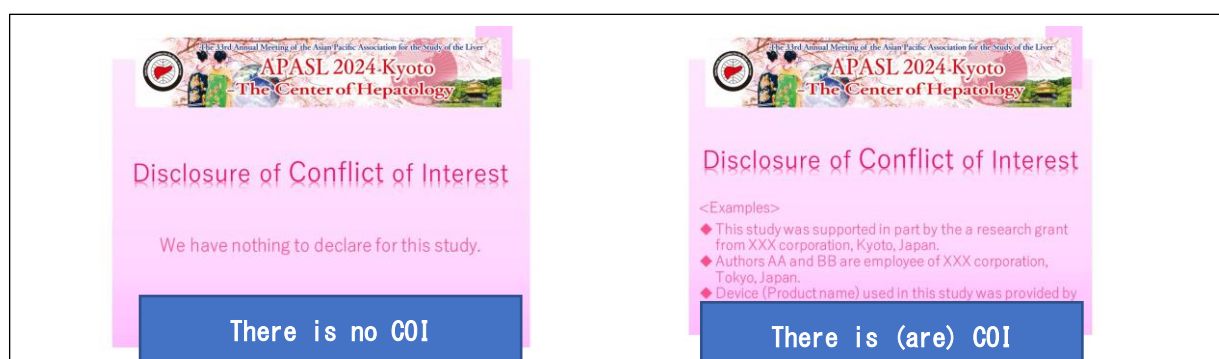 The 33rd Annual Meeting of the Asian Pacific Association for the Study of the Liver
APASL 2024 Kyoto
-The Center of Hepatology
Disclosure of Conflict of Interest
We have nothing to declare for this study.
There is no COI
The 33rd Annual Meeting of the Asian Pacific Association for the Study of the Liver
APASL 2024 Kyoto
-The Center of Hepatology
Disclosure of Conflict of Interest
<Examples>
◆ This study was supported in part by the a research grant
from XXX corporation, Kyoto, Japan.
◆ Authors AA and BB are employee of XXX corporation,
Tokyo, Japan.
◆ Device (Product name) used in this study was provided by
There is (are) COI